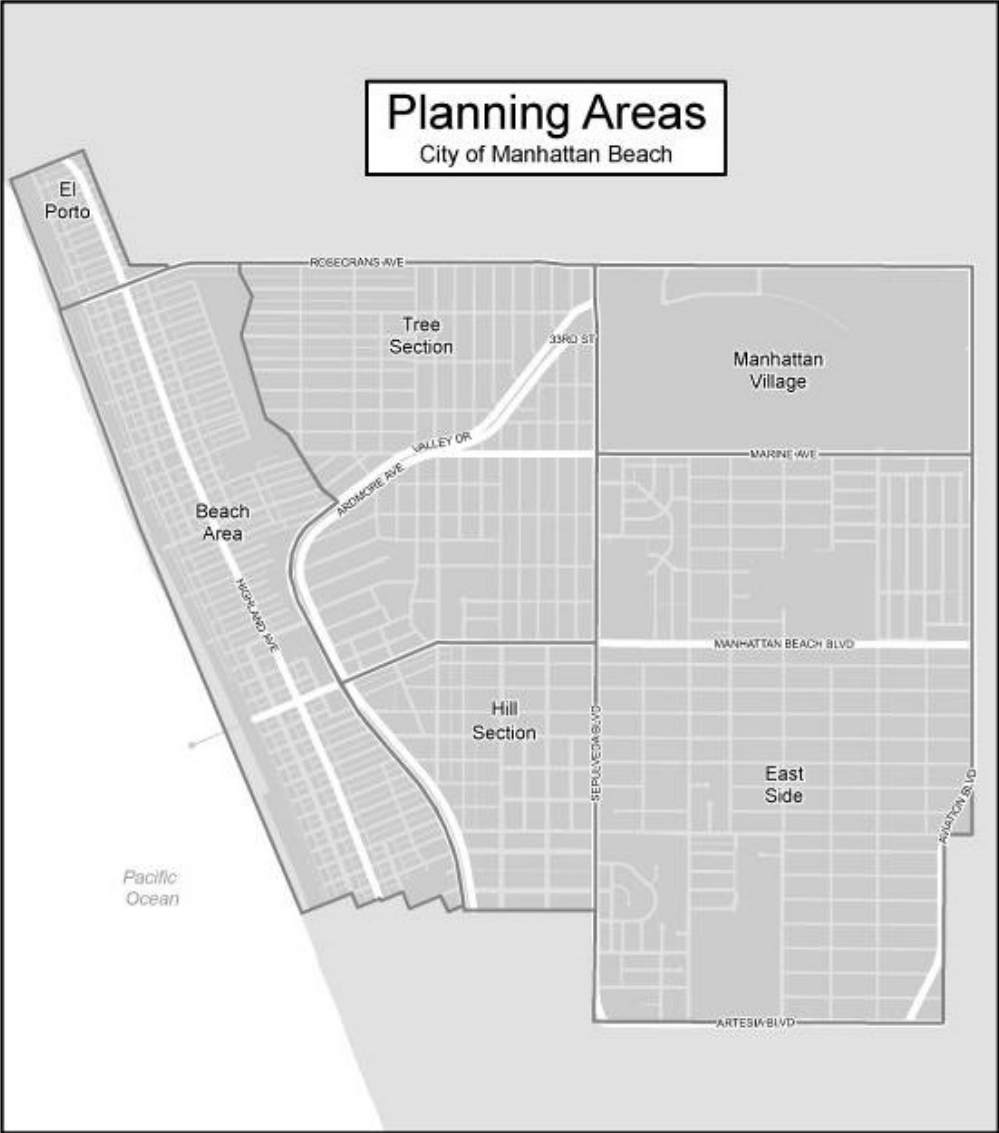 Planning Areas
City of Manhattan Beach
El
Porto
ROSECRANS AVE
Tree
Section
33RD ST
Manhattan
Village
VALLEY DR
MARINE AVE
ARDMORE AVE
Beach
Area
HIGHLAND AVE
MANHATTAN BEACH BLVD
Hill
Section
SEPULVEDA BLVD
East
Side
AVIATION BLVD
Pacific
Ocean
ARTESIA BLVD